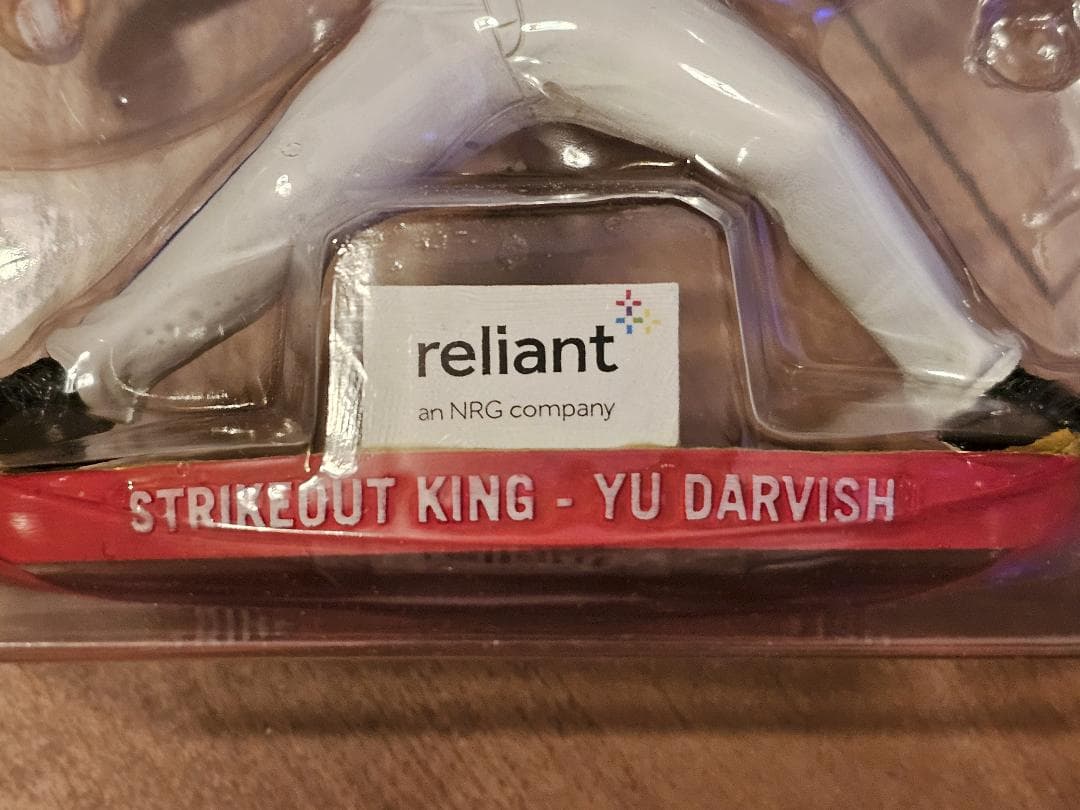 reliant
an NRG company
STRIKEOUT KING - YU DARVISH